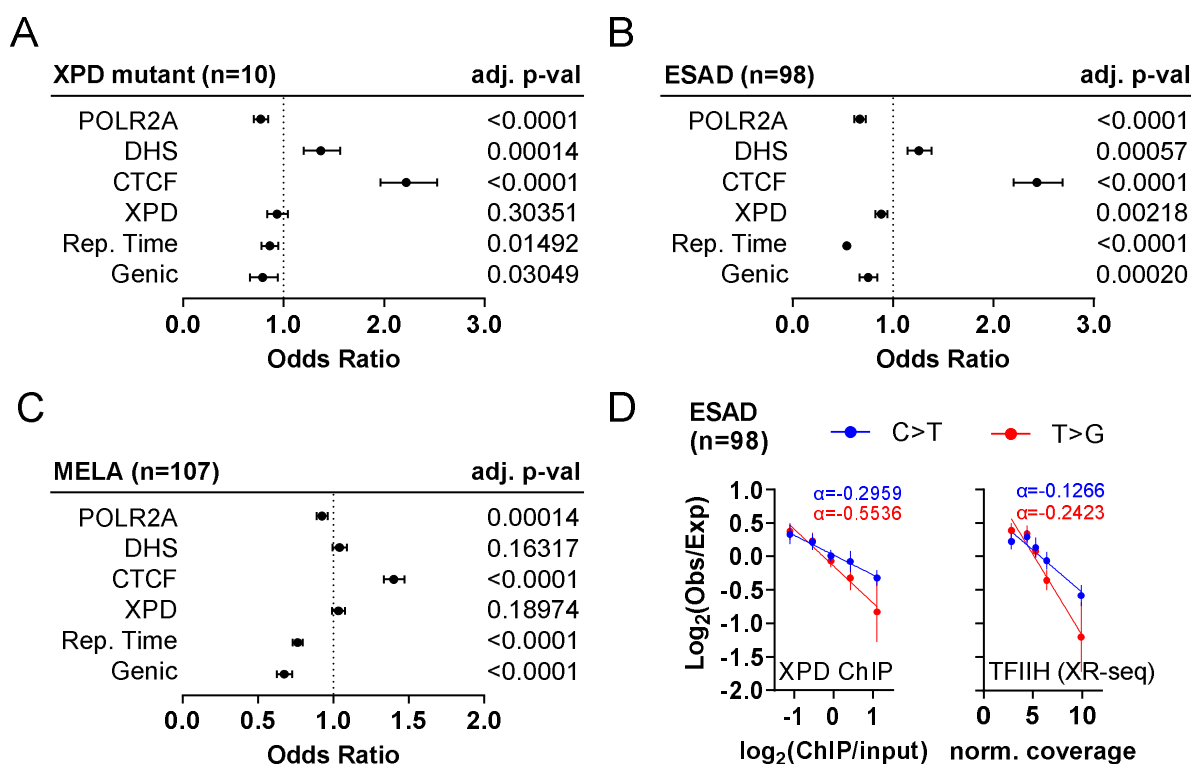 A
XPD mutant (n=10) adj. p-val
POLR2A <0.0001
DHS 0.00014
CTCF <0.0001
XPD 0.30351
Rep. Time 0.01492
Genic 0.03049
0.0 1.0 2.0 3.0
Odds Ratio
B
ESAD (n=98) adj. p-val
POLR2A <0.0001
DHS 0.00057
CTCF <0.0001
XPD 0.00218
Rep. Time <0.0001
Genic 0.00020
0.0 1.0 2.0 3.0
Odds Ratio
C
MELA (n=107) adj. p-val
POLR2A 0.00014
DHS 0.16317
CTCF <0.0001
XPD 0.18974
Rep. Time <0.0001
Genic <0.0001
0.0 0.5 1.0 1.5 2.0
Odds Ratio
D
ESAD
(n=98)
C>T T>G
Log2(Obs/Exp)
1.0
0.5
0.0
-0.5
-1.0
-1.5
-2.0
α=-0.2959
α=-0.5536
XPD ChIP
-1 0 1
log2(ChIP/input)
α=-0.1266
α=-0.2423
TFIIH (XR-seq)
0 5 10
norm. coverage